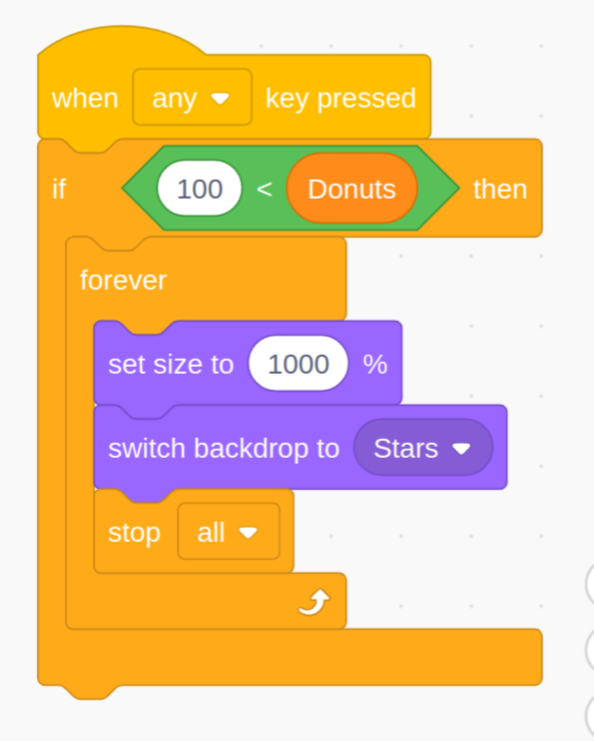 when any key pressed
if 100 < Donuts then
forever
set size to 1000 %
switch backdrop to Stars
stop all